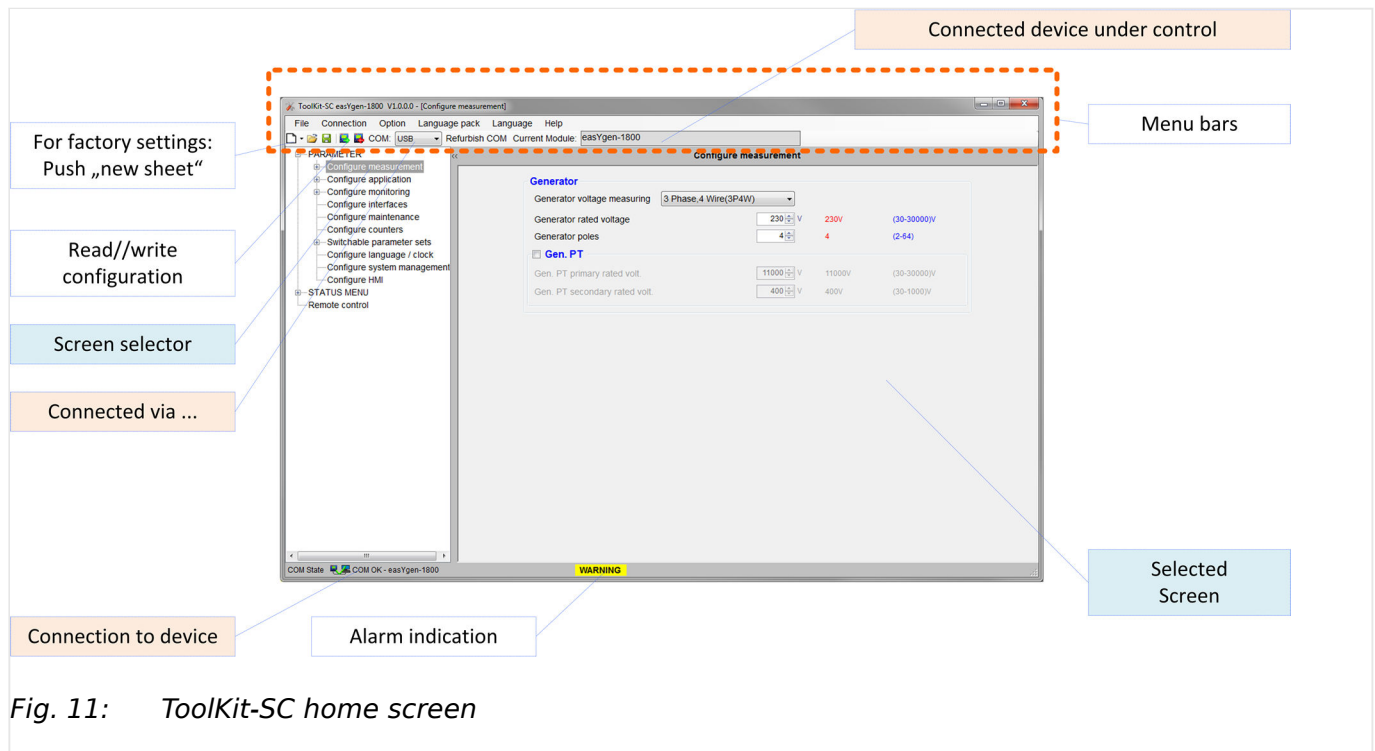 Connected device under control
ToolKit-SC easYgen-1800 V1.0.0.0 - [Configure measurement]
File Connection Option Language pack Language Help
COM: USB Refurbish COM Current Module: easYgen-1800
Menu bars
For factory settings:
Push „new sheet“
Read//write
configuration
Screen selector
Connected via ...
PARAMETER
Configure measurement
Configure application
Configure monitoring
Configure interfaces
Configure maintenance
Configure counters
Switchable parameter sets
Configure language / clock
Configure system management
Configure HMI
STATUS MENU
Remote control
Configure measurement
Generator
Generator voltage measuring 3 Phase,4 Wire(3P4W)
Generator rated voltage 230 V 230V (30-30000)V
Generator poles 4 4 (2-64)
Gen. PT
Gen. PT primary rated volt. 11000 V 11000V (30-30000)V
Gen. PT secondary rated volt. 400 V 400V (30-1000)V
COM State COM OK - easYgen-1800 WARNING
Selected
Screen
Connection to device
Alarm indication
Fig. 11: ToolKit-SC home screen